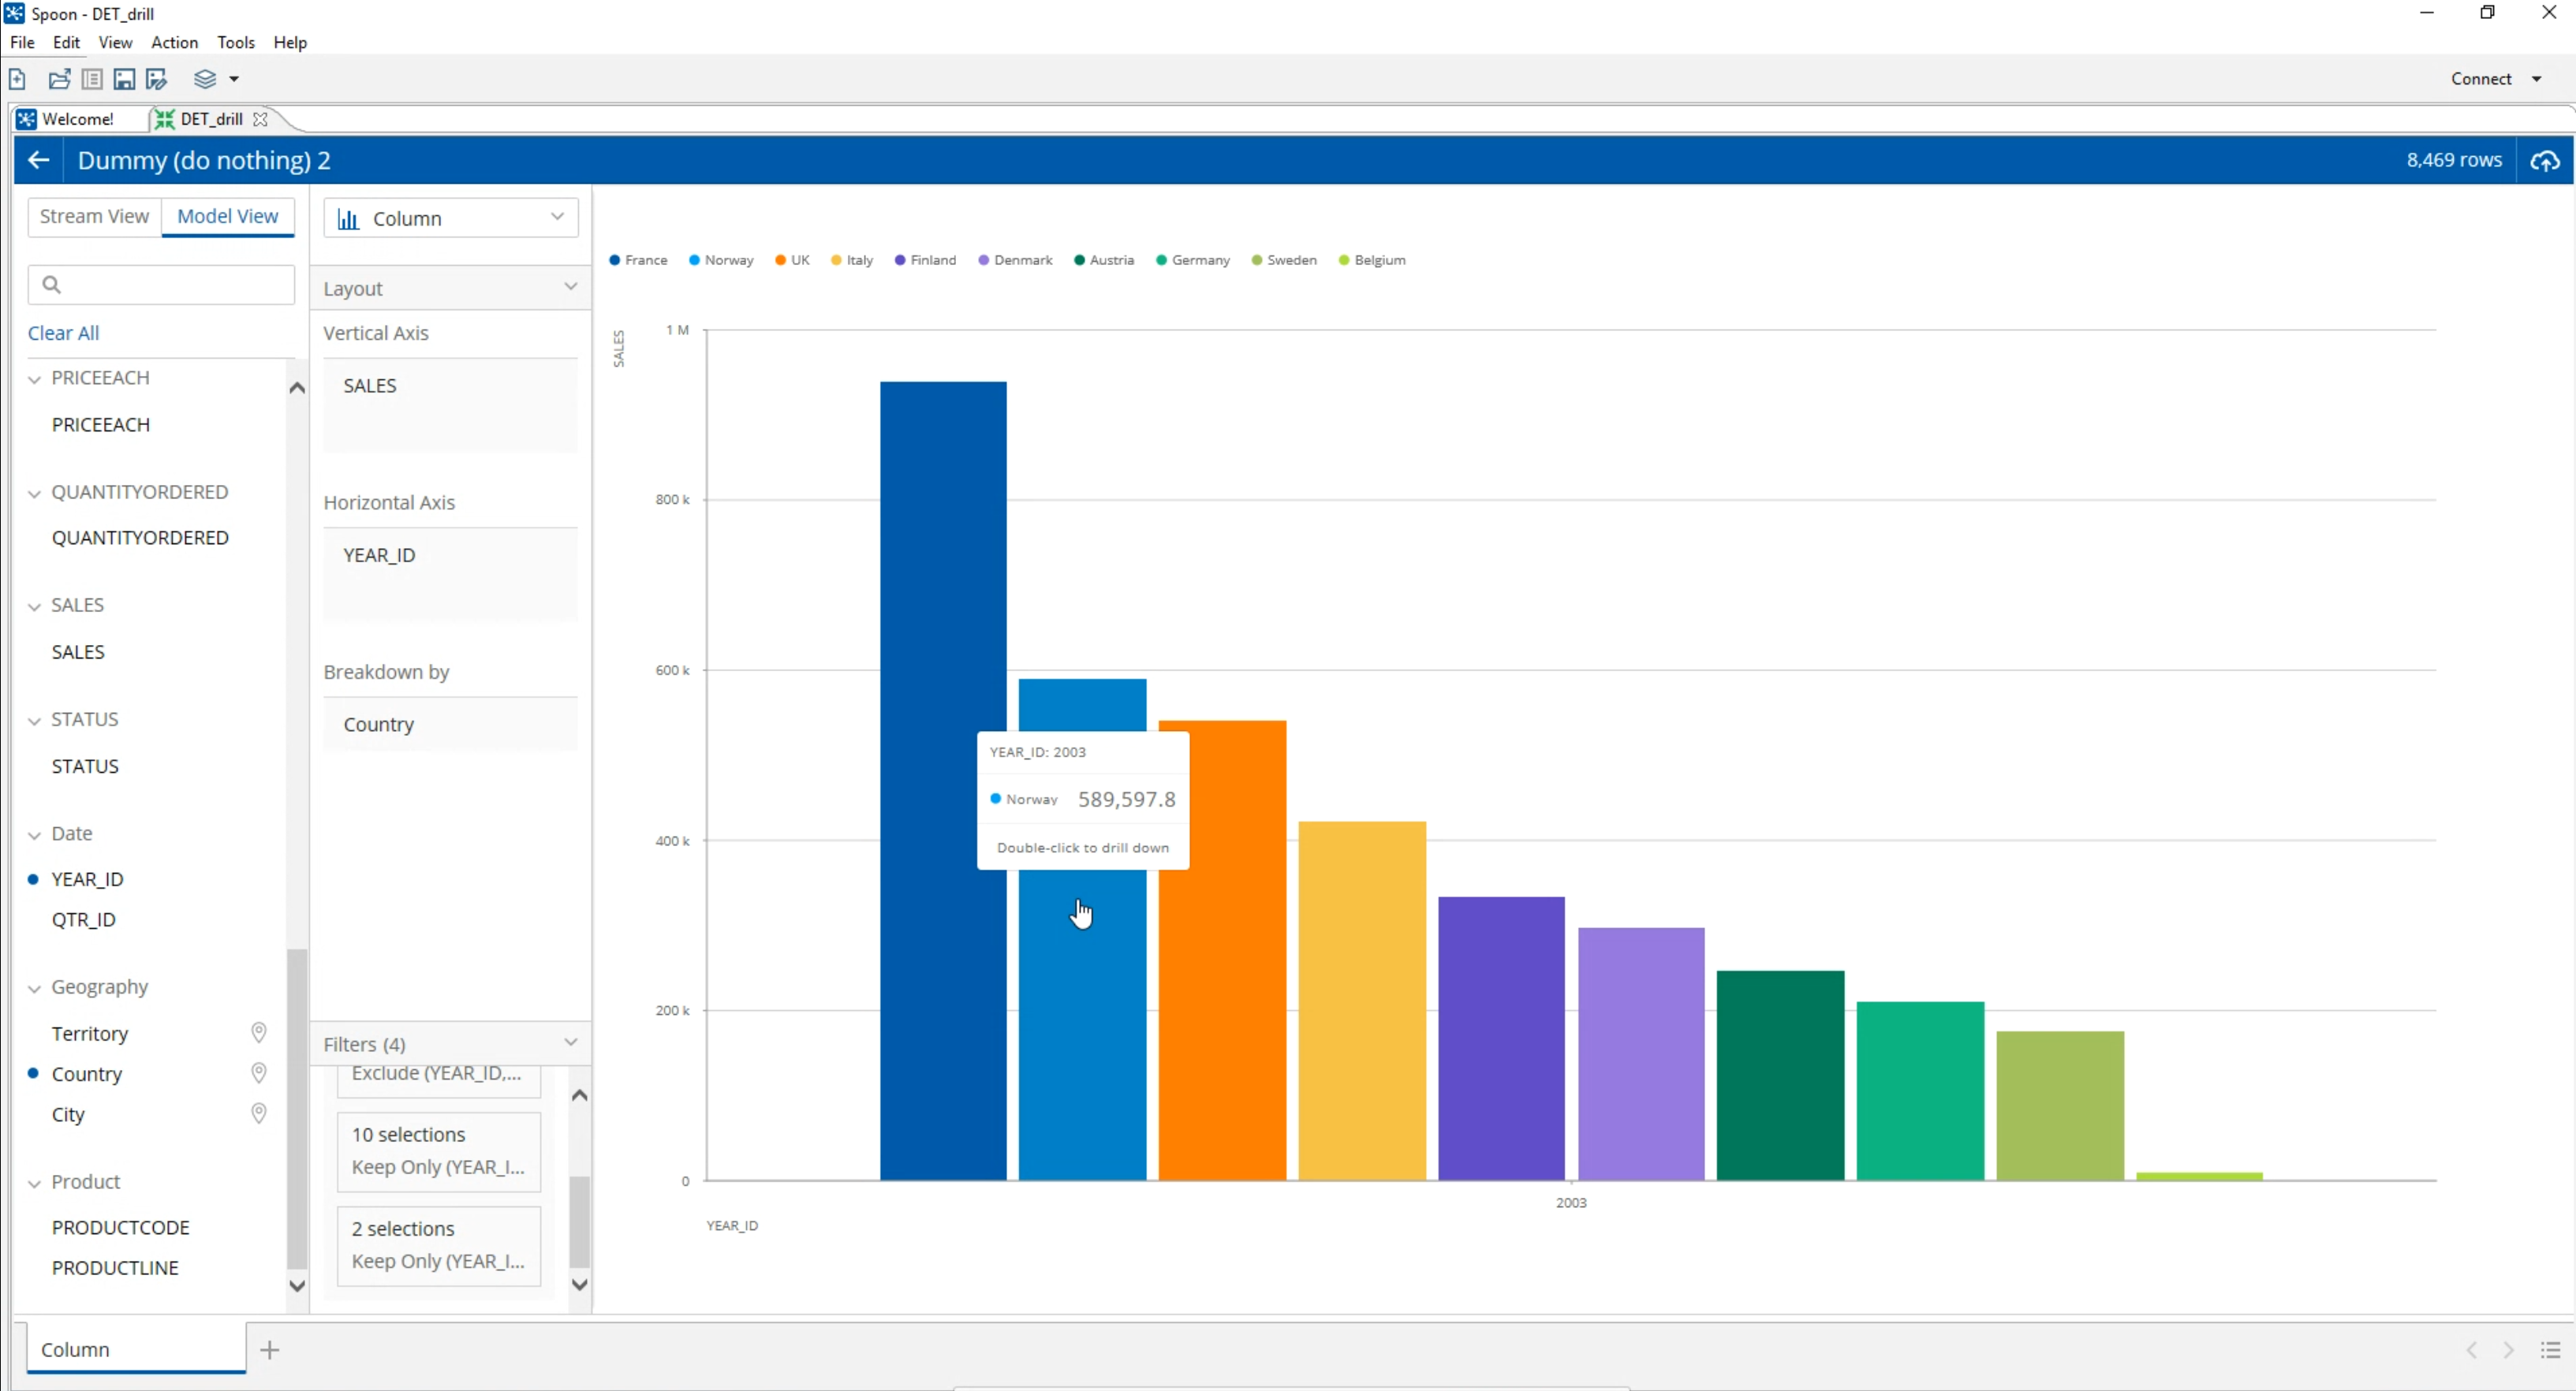 Spoon - DET_drill
File Edit View Action Tools Help
Connect
Welcome!
DET_drill
Dummy (do nothing) 2
8,469 rows
Stream View
Model View
Clear All
PRICEEACH
PRICEEACH
QUANTITYORDERED
QUANTITYORDERED
SALES
SALES
STATUS
STATUS
Date
YEAR_ID
QTR_ID
Geography
Territory
Country
City
Product
PRODUCTCODE
PRODUCTLINE
Column
Layout
Vertical Axis
SALES
Horizontal Axis
YEAR_ID
Breakdown by
Country
Filters (4)
Exclude (YEAR_ID,...
10 selections
Keep Only (YEAR_I...
2 selections
Keep Only (YEAR_I...
France Norway UK Italy Finland Denmark Austria Germany Sweden Belgium
SALES
1 M
800 k
600 k
400 k
200 k
0
YEAR_ID: 2003
Norway 589,597.8
Double-click to drill down
2003
YEAR_ID
Column